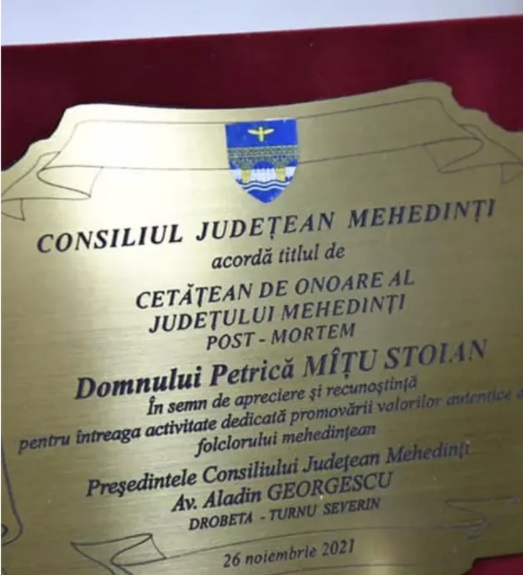 CONSILIUL JUDEȚEAN MEHEDINȚI
acordă titlul de
CETĂȚEAN DE ONOARE AL
JUDEȚULUI MEHEDINȚI
POST - MORTEM
Domnului Petrică MÎȚU STOIAN
În semn de apreciere și recunoștință
pentru întreaga activitate dedicată promovării valorilor autentice a
folclorului mehedințean
Președintele Consiliului Județean Mehedinți
Av. Aladin GEORGESCU
DROBETA - TURNU SEVERIN
26 noiembrie 2021